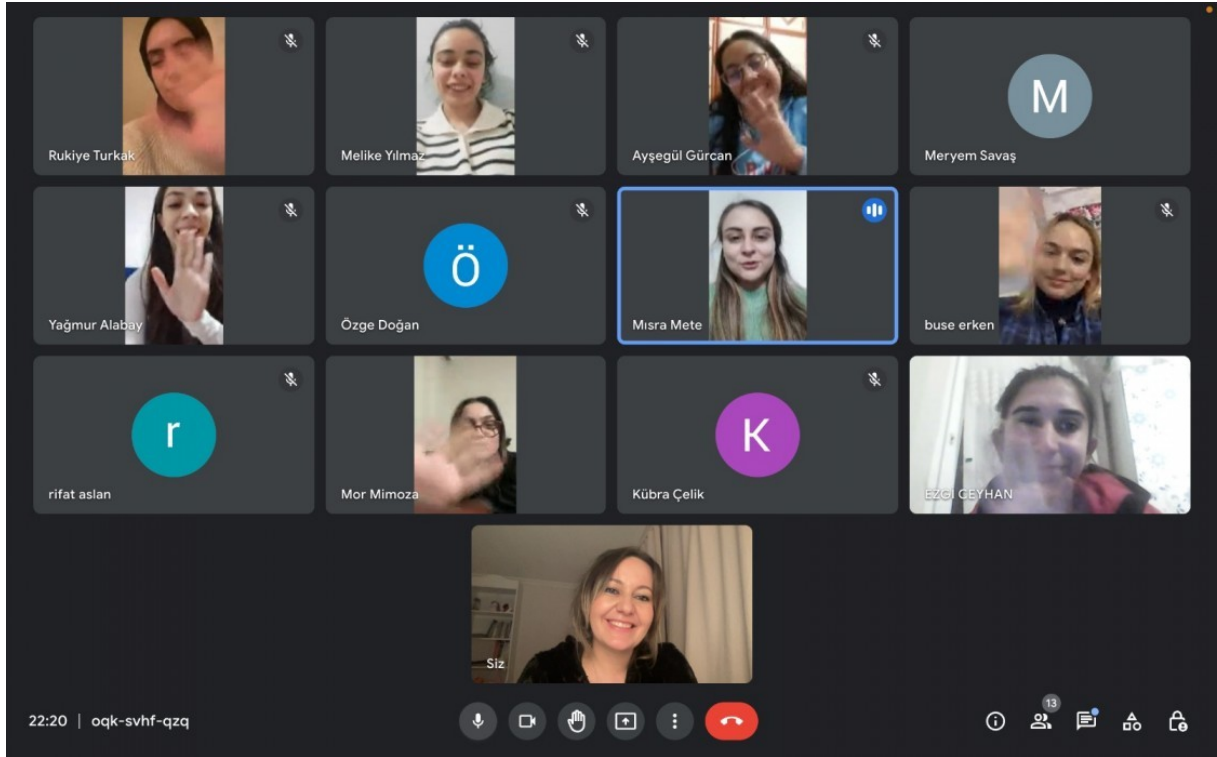 Rukiye Turkak
Melike Yılmaz
Ayşegül Gürcan
M
Meryem Savaş
Yağmur Alabay
Ö
Özge Doğan
Mısra Mete
buse erken
r
rifat aslan
Mor Mimoza
K
Kübra Çelik
EZGİ CEYHAN
Siz
22:20 | oqk-svhf-qzq
13